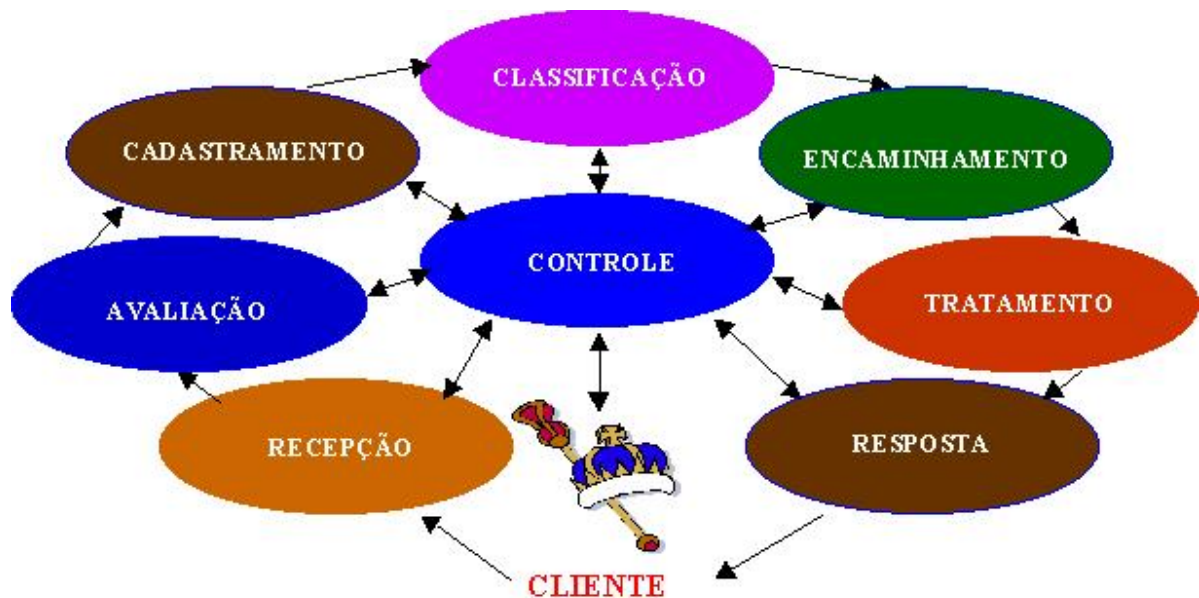 CLASSIFICAÇÃO
CADASTRAMENTO
ENCAMINHAMENTO
CONTROLE
AVALIAÇÃO
TRATAMENTO
RECEPÇÃO
RESPOSTA
CLIENTE